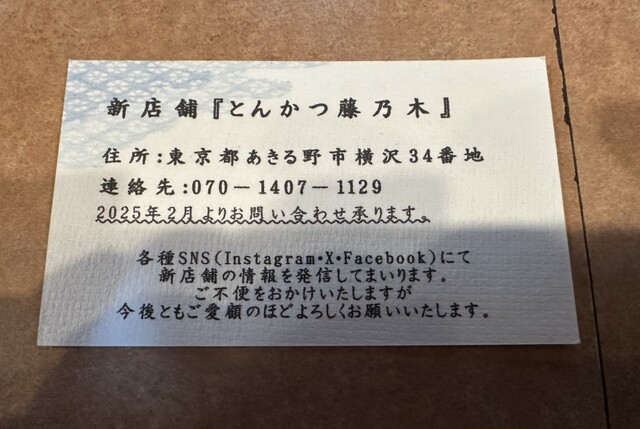 新店舗『とんかつ藤乃木』
住所:東京都あきる野市横沢34番地
連絡先:070-1407-1129
2025年2月よりお問い合わせ承ります。
各種SNS(Instagram・X・Facebook)にて
新店舗の情報を発信してまいります。
ご不便をおかけいたしますが
今後ともご愛顧のほどよろしくお願いいたします。